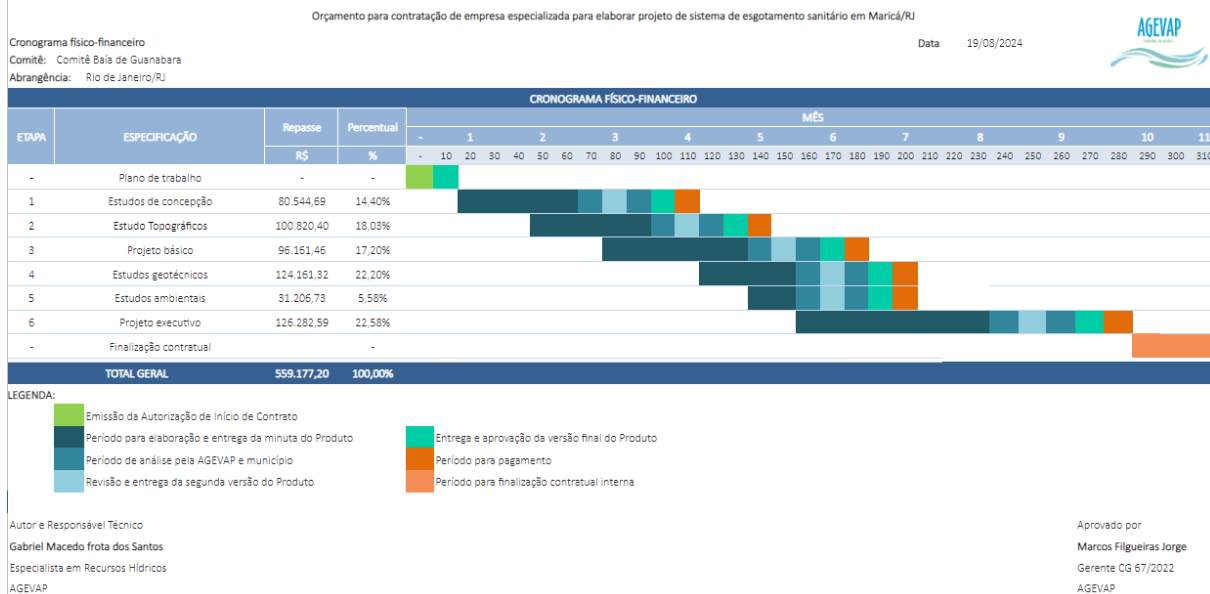 Orçamento para contratação de empresa especializada para elaborar projeto de sistema de esgotamento sanitário em Maricá/RJ
AGEVAP
Cronograma físico-financeiro
Data 19/08/2024
Comitê: Comitê Baía de Guanabara
Abrangência: Rio de Janeiro/RJ
CRONOGRAMA FÍSICO-FINANCEIRO
ETAPA ESPECIFICAÇÃO Repasse Percentual MÊS
- 1 2 3 4 5 6 7 8 9 10 11
R$ % - 10 20 30 40 50 60 70 80 90 100 110 120 130 140 150 160 170 180 190 200 210 220 230 240 250 260 270 280 290 300 310
- Plano de trabalho - -
1 Estudos de concepção 80.544,69 14,40%
2 Estudo Topográficos 100.820,40 18,03%
3 Projeto básico 96.161,46 17,20%
4 Estudos geotécnicos 124.161,32 22,20%
5 Estudos ambientais 31.206,73 5,58%
6 Projeto executivo 126.282,59 22,58%
- Finalização contratual -
TOTAL GERAL 559.177,20 100,00%
LEGENDA:
Emissão da Autorização de Início de Contrato
Período para elaboração e entrega da minuta do Produto
Entrega e aprovação da versão final do Produto
Período de análise pela AGEVAP e município
Período para pagamento
Revisão e entrega da segunda versão do Produto
Período para finalização contratual interna
Autor e Responsável Técnico
Aprovado por
Gabriel Macedo frota dos Santos
Marcos Filgueiras Jorge
Especialista em Recursos Hídricos
Gerente CG 67/2022
AGEVAP
AGEVAP